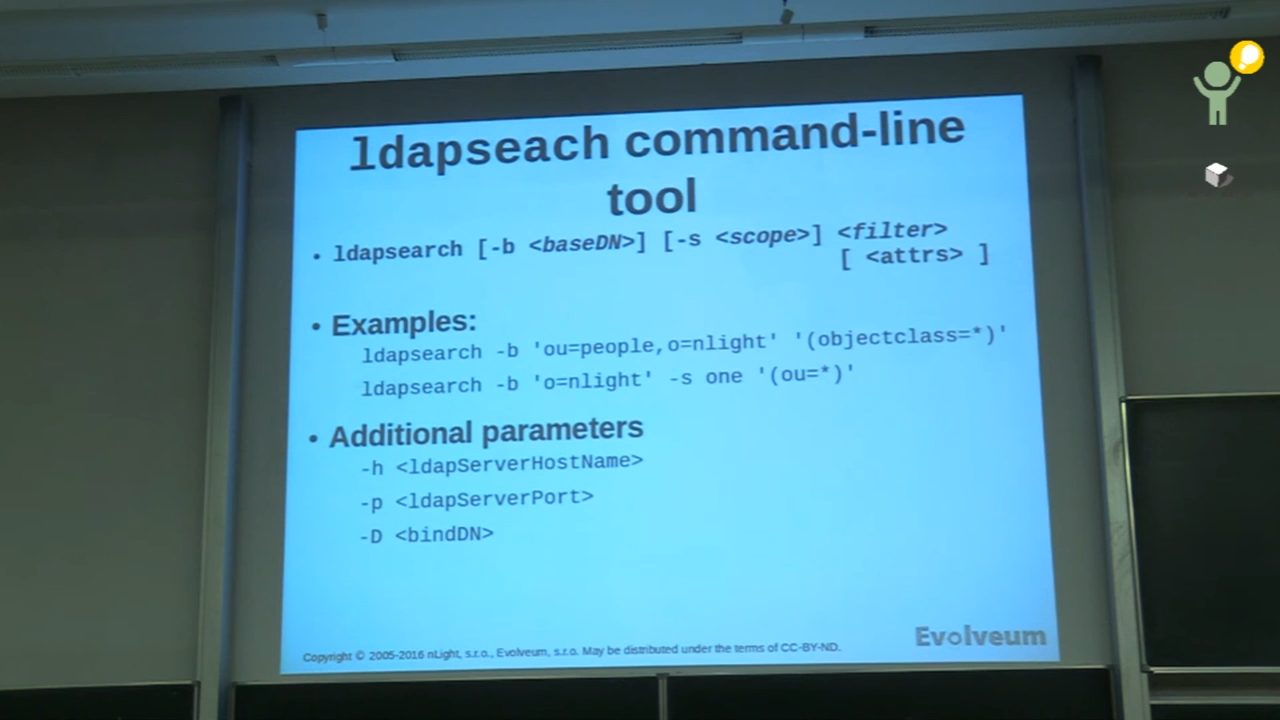 ldapseach command-line
tool
• ldapsearch [-b <baseDN>] [-s <scope>] <filter>
[ <attrs> ]
• Examples:
ldapsearch -b 'ou=people,o=nlight' '(objectclass=*)'
ldapsearch -b 'o=nlight' -s one '(ou=*)'
• Additional parameters
-h <ldapServerHostName>
-p <ldapServerPort>
-D <bindDN>
Copyright © 2005-2016 nLight, s.r.o., Evolveum, s.r.o. May be distributed under the terms of CC-BY-ND.
Evolveum